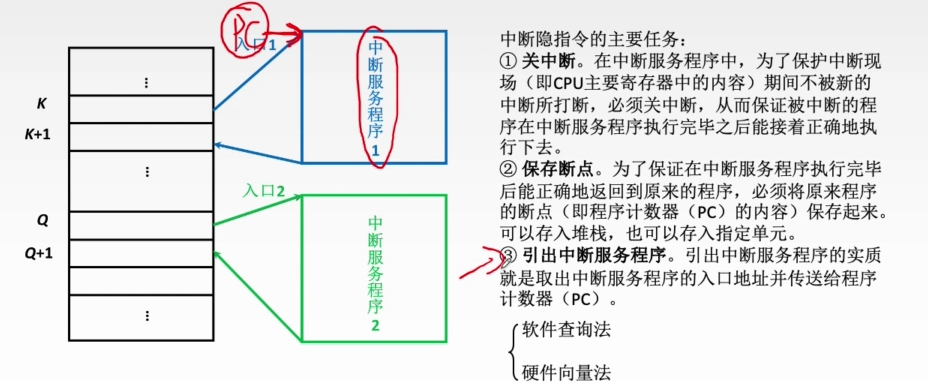 PC
入口1
中断服务程序1
K
K+1
⋮
⋮
入口2
Q
Q+1
中断服务程序2
⋮
中断隐指令的主要任务：
① 关中断。在中断服务程序中，为了保护中断现
场（即CPU主要寄存器中的内容）期间不被新的
中断所打断，必须关中断，从而保证被中断的程
序在中断服务程序执行完毕之后能接着正确地执
行下去。
② 保存断点。为了保证在中断服务程序执行完毕
后能正确地返回到原来的程序，必须将原来程序
的断点（即程序计数器（PC）的内容）保存起来。
可以存入堆栈，也可以存入指定单元。
③ 引出中断服务程序。引出中断服务程序的实质
就是取出中断服务程序的入口地址并传送给程序
计数器（PC）。
软件查询法
硬件向量法